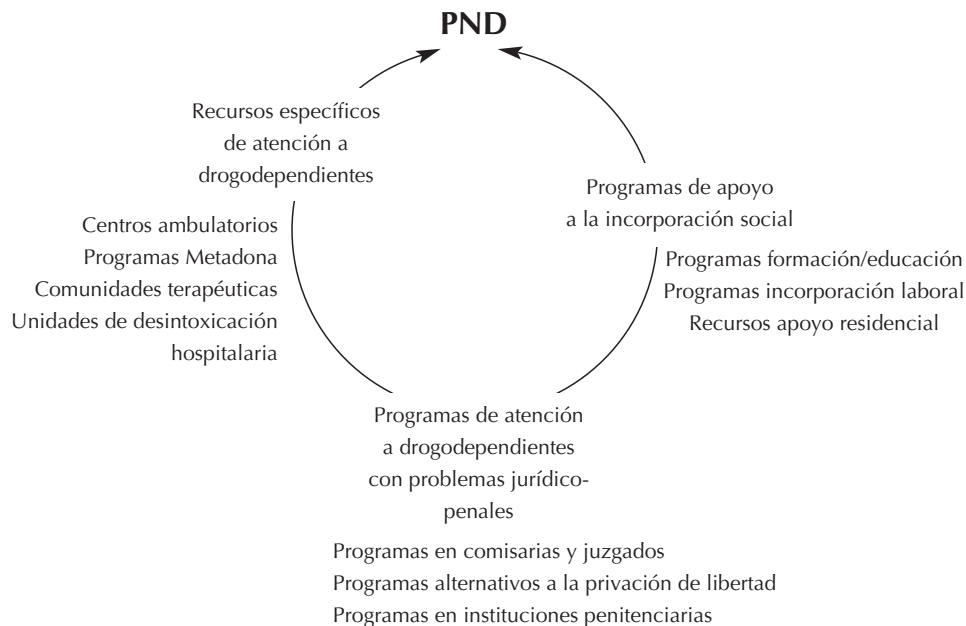 PND
Recursos específicos
de atención a
drogodependientes
Centros ambulatorios
Programas Metadona
Comunidades terapéuticas
Unidades de desintoxicación
hospitalaria
Programas de apoyo
a la incorporación social
Programas formación/educación
Programas incorporación laboral
Recursos apoyo residencial
Programas de atención
a drogodependientes
con problemas jurídico-
penales
Programas en comisarias y juzgados
Programas alternativos a la privación de libertad
Programas en instituciones penitenciarias